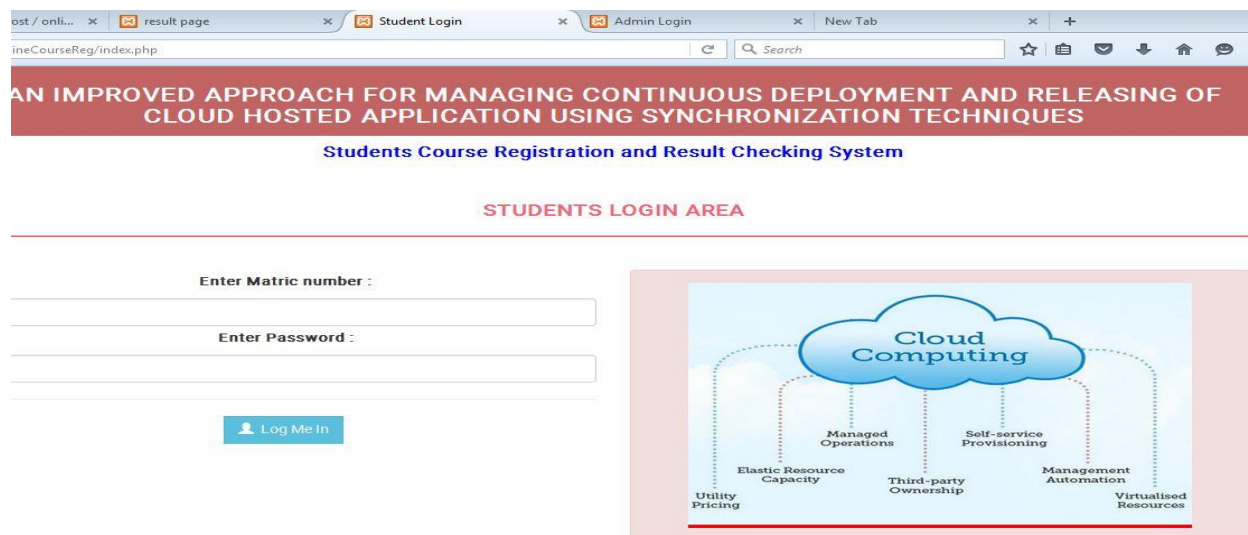 ost / onli...
result page
Student Login
Admin Login
New Tab
ineCourseReg/index.php
Search
AN IMPROVED APPROACH FOR MANAGING CONTINUOUS DEPLOYMENT AND RELEASING OF
CLOUD HOSTED APPLICATION USING SYNCHRONIZATION TECHNIQUES
Students Course Registration and Result Checking System
STUDENTS LOGIN AREA
Enter Matric number :
Enter Password :
Log Me In
Cloud
Computing
Managed
Operations
Self-service
Provisioning
Elastic Resource
Capacity
Third-party
Ownership
Management
Automation
Utility
Pricing
Virtualised
Resources